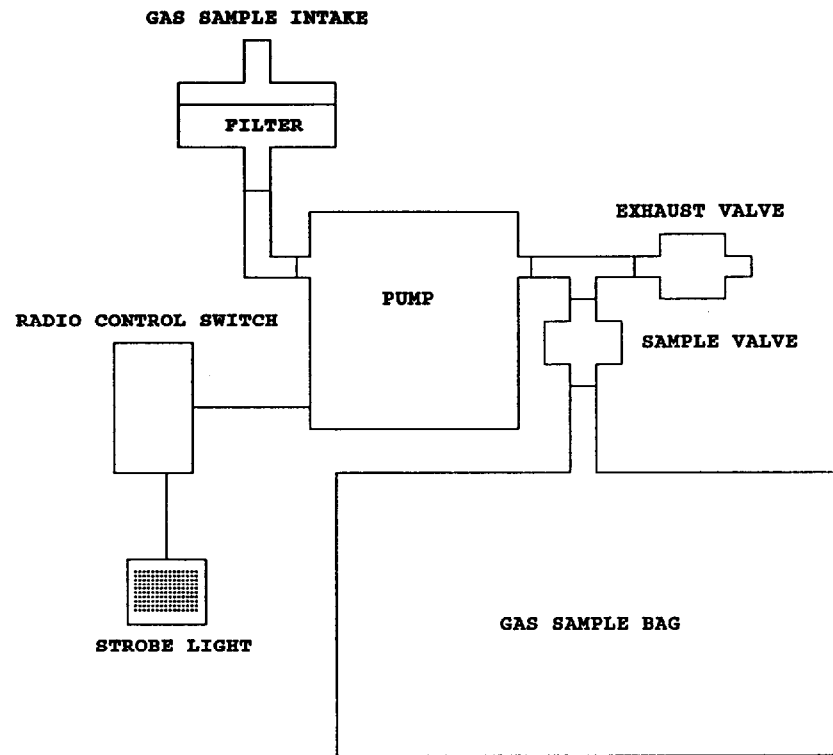 GAS SAMPLE INTAKE
FILTER
EXHAUST VALVE
PUMP
RADIO CONTROL SWITCH
SAMPLE VALVE
GAS SAMPLE BAG
STROBE LIGHT